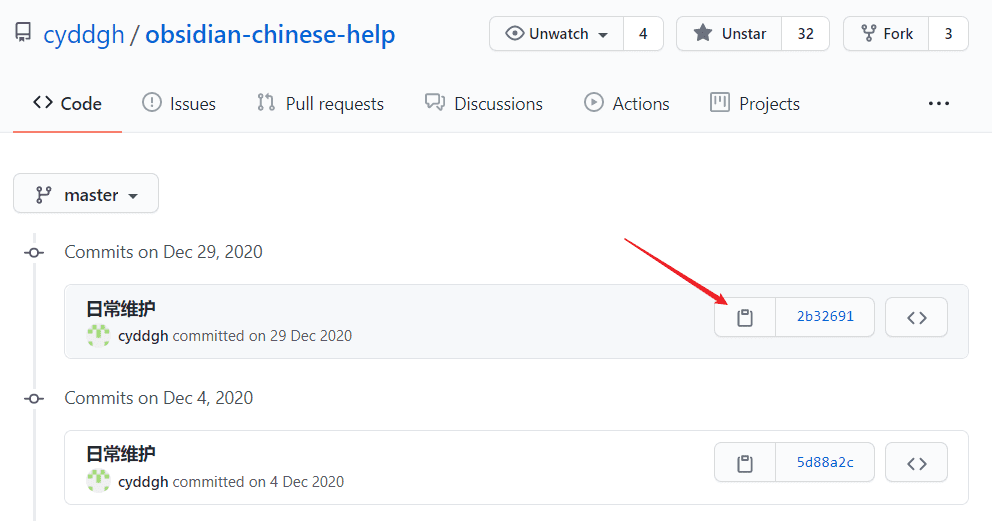 cyddgh / obsidian-chinese-help
Unwatch 4 Unstar 32 Fork 3
Code Issues Pull requests Discussions Actions Projects
master
Commits on Dec 29, 2020
日常维护
cyddgh committed on 29 Dec 2020
2b32691
Commits on Dec 4, 2020
日常维护
cyddgh committed on 4 Dec 2020
5d88a2c